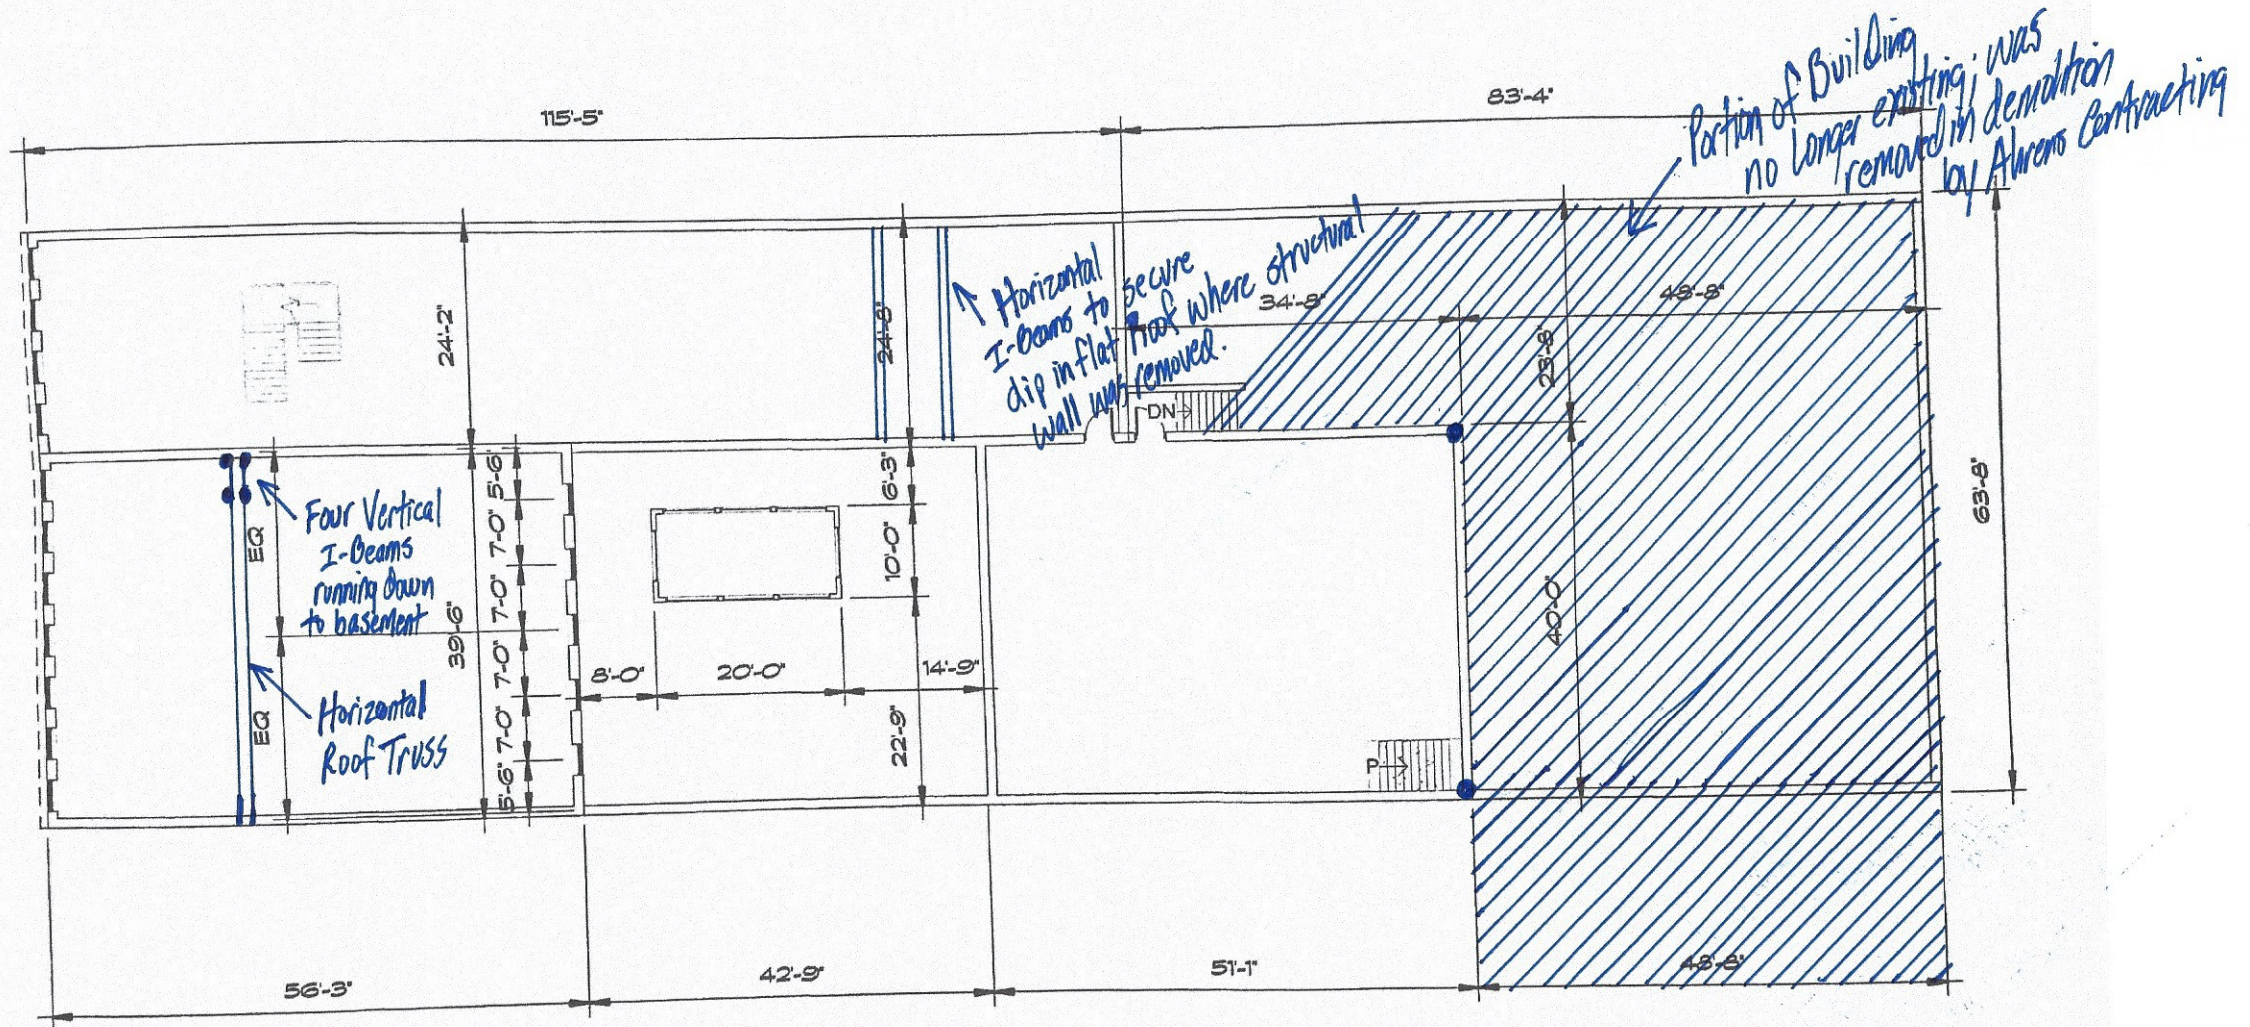 115'-5"
83'-4"
Portion of Building
no longer existing; was
removed in demolition
by Ahrens Contracting
Horizontal
I-Beams to secure
dip in flat Roof where structural
wall was removed.
24'-2"
24'-8"
34'-8"
48'-8"
23'-8"
DN
63'-8"
Four Vertical
I-Beams
running down
to basement
EQ
EQ
39'-6"
5'-6"
7'-0"
7'-0"
7'-0"
7'-0"
5'-6"
6'-3"
10'-0"
8'-0"
20'-0"
14'-9"
22'-9"
40'-0"
Horizontal
Roof Truss
P
56'-3"
42'-9"
51'-1"
48'-8"